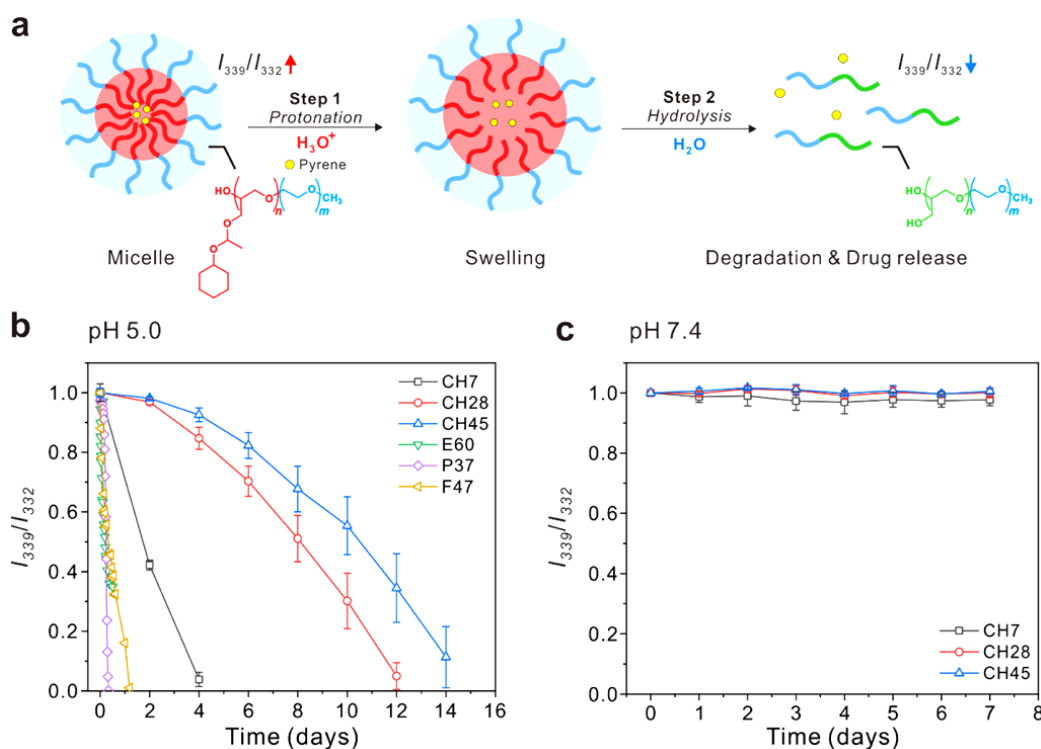 a
I339/I332
Step 1
Protonation
H3O+
Pyrene
Step 2
Hydrolysis
H2O
I339/I332
HO ( O ) n ( O ) m CH3
O
O
HO ( O ) n ( O ) m CH3
HO
Micelle
Swelling
Degradation & Drug release
b pH 5.0
I339/I332
1.0
0.8
0.6
0.4
0.2
0.0
CH7
CH28
CH45
E60
P37
F47
0 2 4 6 8 10 12 14 16
Time (days)
c pH 7.4
I339/I332
1.0
0.8
0.6
0.4
0.2
0.0
CH7
CH28
CH45
0 1 2 3 4 5 6 7 8
Time (days)